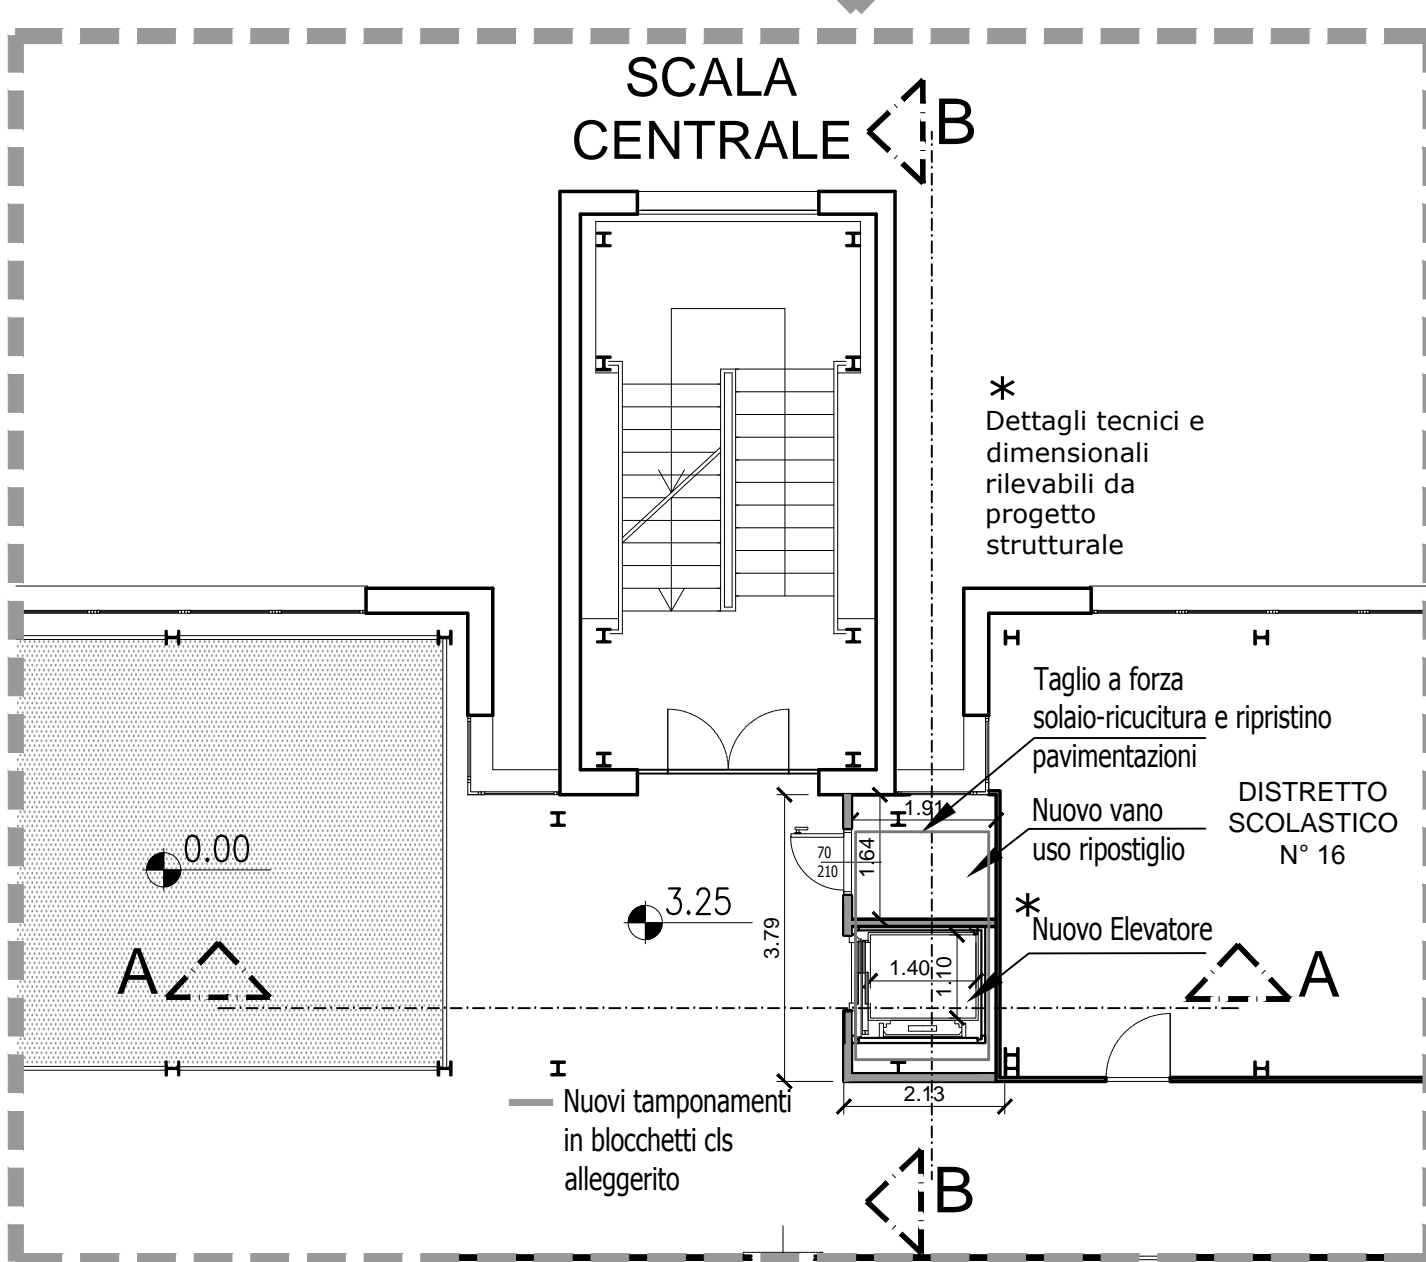 SCALA
CENTRALE
B
*
Dettagli tecnici e
dimensionali
rilevabili da
progetto
strutturale
Taglio a forza
solaio-ricucitura e ripristino
pavimentazioni
Nuovo vano
uso ripostiglio
DISTRETTO
SCOLASTICO
N° 16
*
Nuovo Elevatore
0.00
3.25
1.91
1.64
70
210
3.79
1.40
1.10
A
A
2.13
Nuovi tamponamenti
in blocchetti cls
alleggerito
B